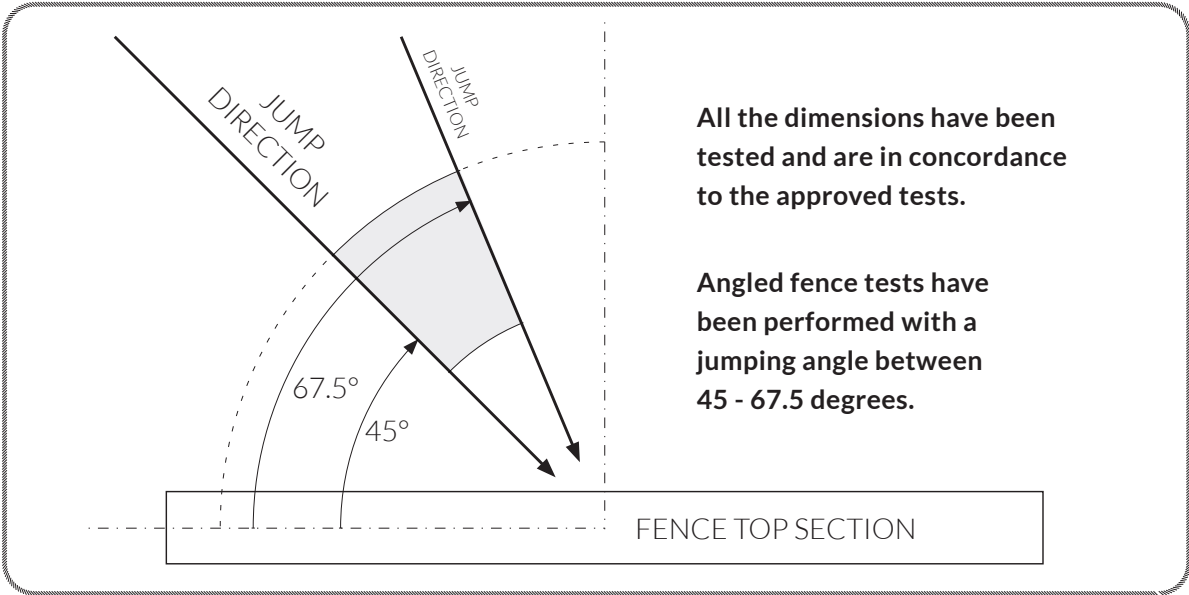 JUMP
DIRECTION
JUMP
DIRECTION
67.5°
45°
FENCE TOP SECTION
All the dimensions have been
tested and are in concordance
to the approved tests.
Angled fence tests have
been performed with a
jumping angle between
45 - 67.5 degrees.